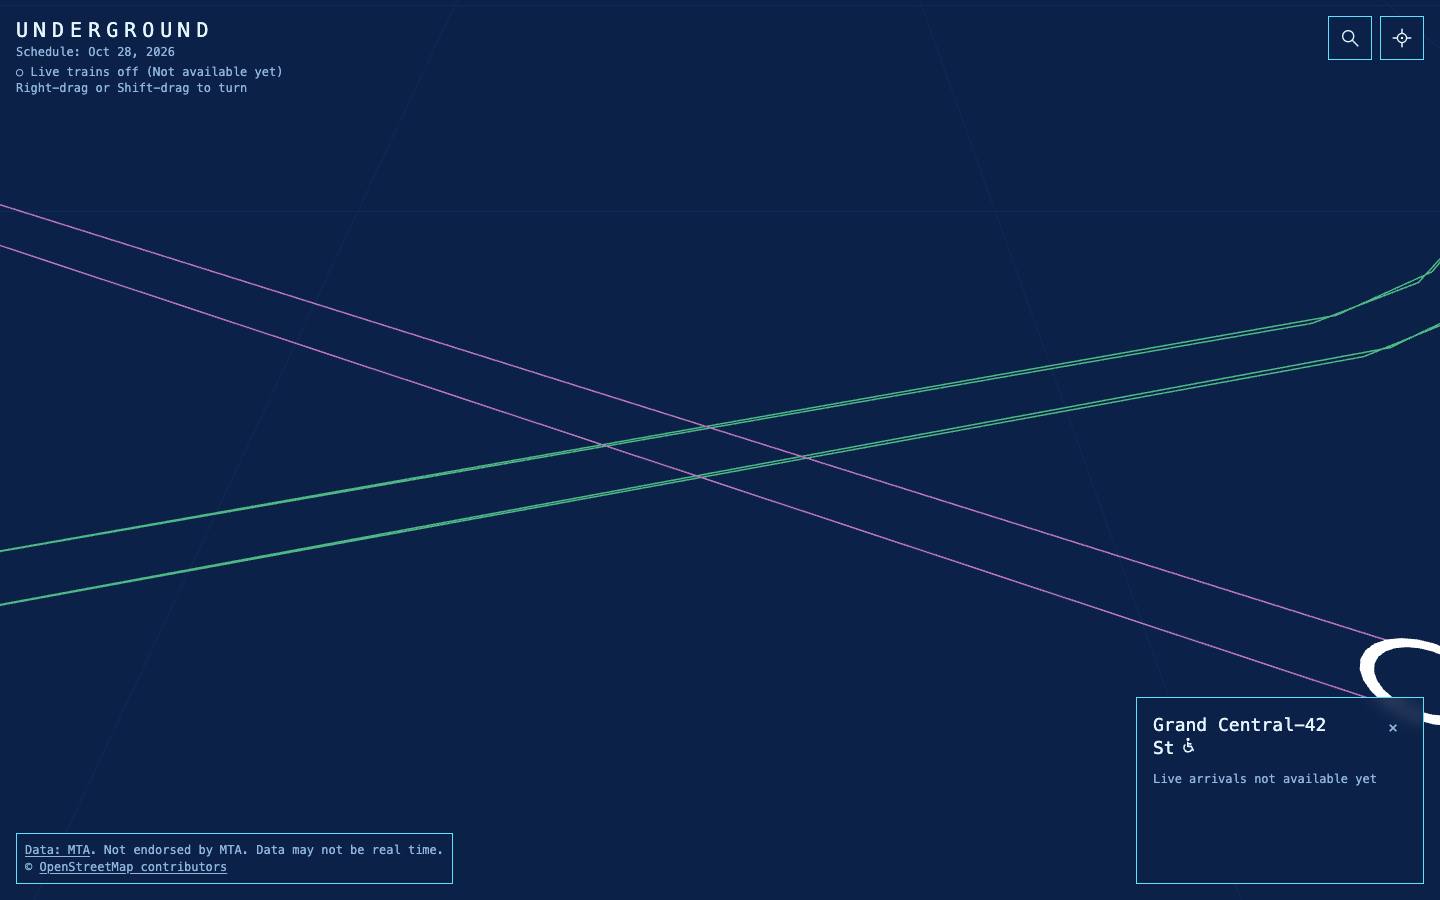 UNDERGROUND
Schedule: Oct 28, 2026
○ Live trains off (Not available yet)
Right-drag or Shift-drag to turn
Grand Central-42
St ♿
×
Live arrivals not available yet
Data: MTA. Not endorsed by MTA. Data may not be real time.
© OpenStreetMap contributors